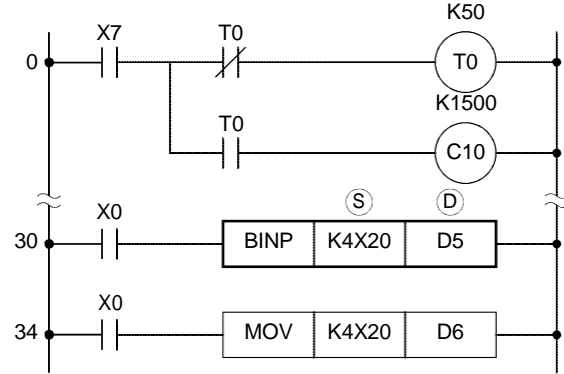 K50
X7 T0
0 T0
K1500
T0
C10
S D
X0
30 BINP K4X20 D5
X0
34 MOV K4X20 D6